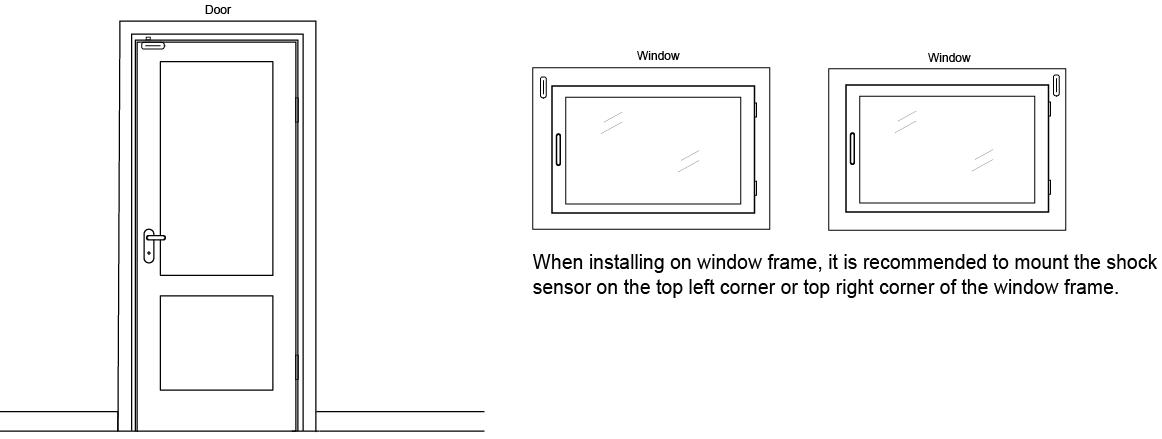 Door
Window
Window
When installing on window frame, it is recommended to mount the shock
sensor on the top left corner or top right corner of the window frame.